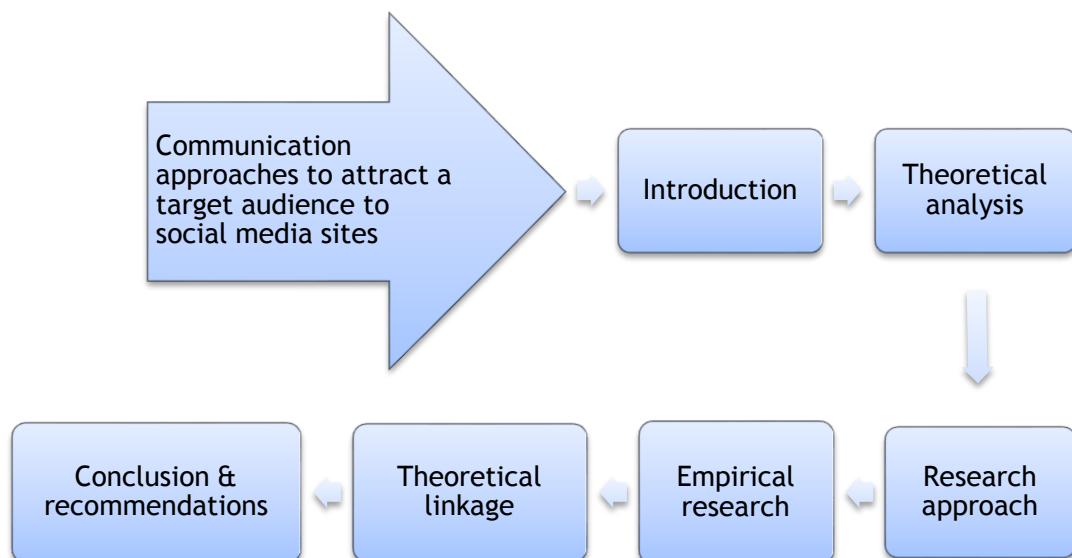 Communication
approaches to attract a
target audience to
social media sites
Introduction
Theoretical
analysis
Research
approach
Empirical
research
Theoretical
linkage
Conclusion &
recommendations